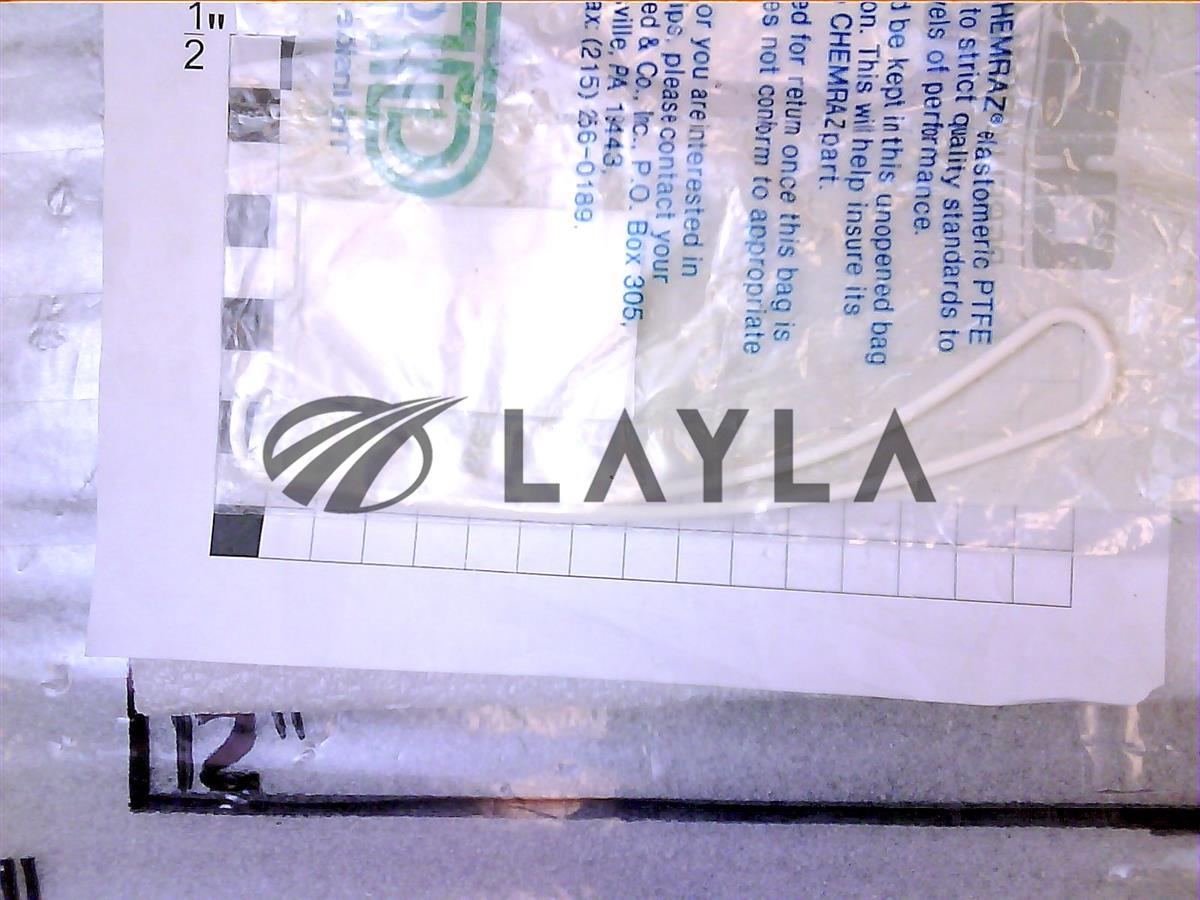 1"
2
HEMRAZ® elastomeric PTFE
to strict quality standards to
vels of performance.
d be kept in this unopened bag
on. This will help insure its
CHEMRAZ part.
ed for return once this bag is
es not conform to appropriate
or you are interested in
ips, please contact your
ed & Co., Inc., P.O. Box 305,
ville, PA 19443,
ax: (215) 256-0189.
LAYLA
12"